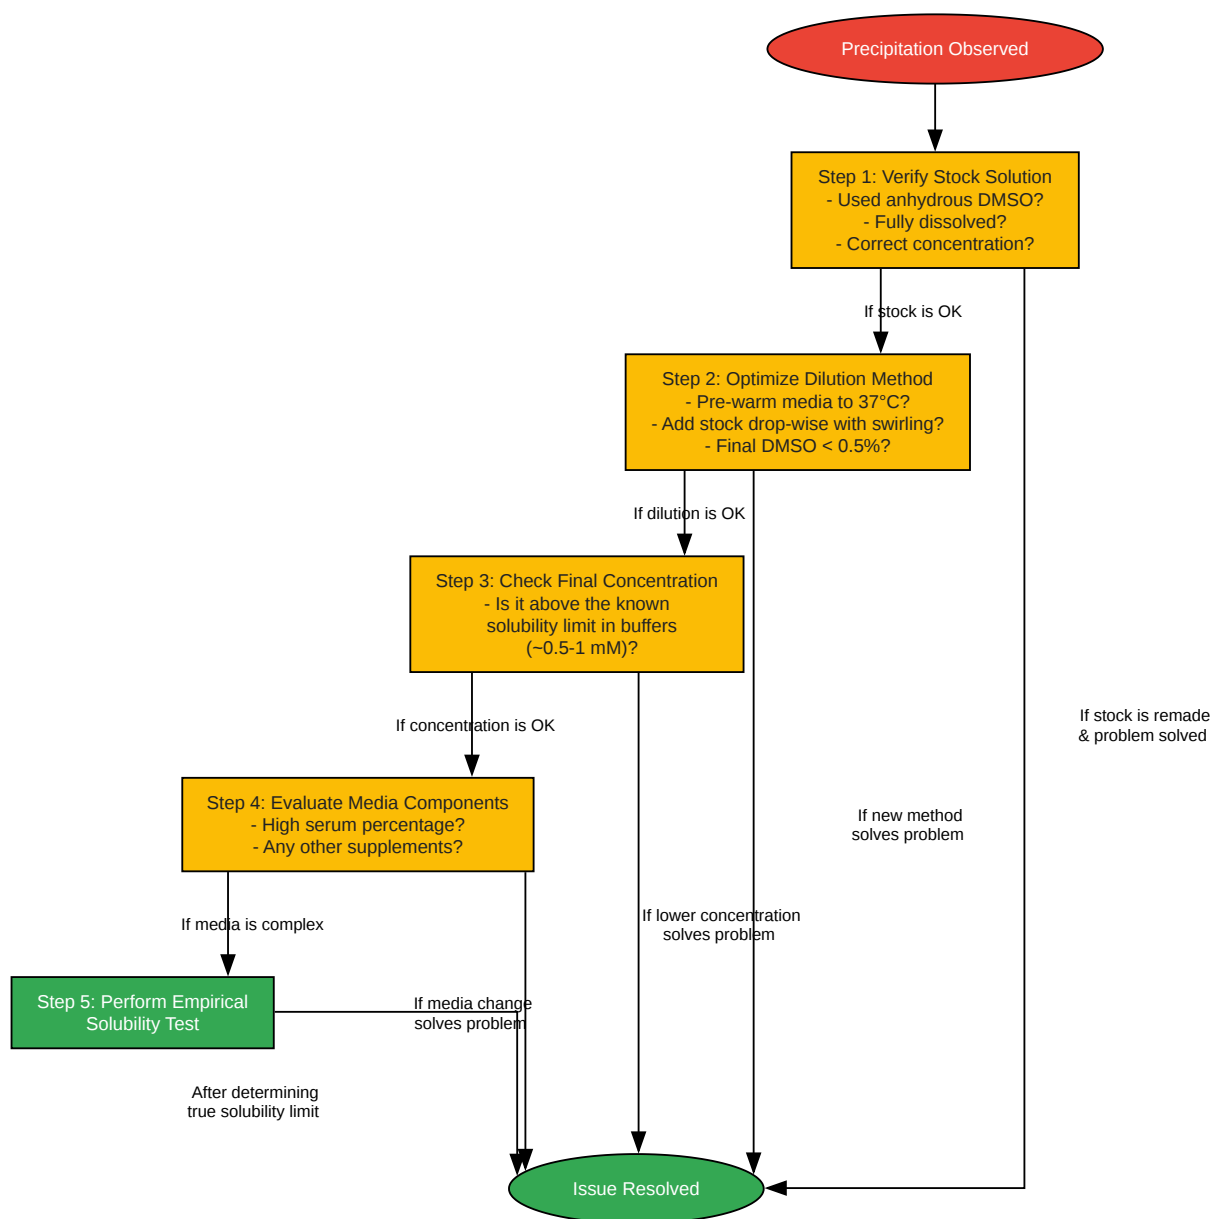 Precipitation Observed
Step 1: Verify Stock Solution
- Used anhydrous DMSO?
- Fully dissolved?
- Correct concentration?
If stock is OK
Step 2: Optimize Dilution Method
- Pre-warm media to 37°C?
- Add stock drop-wise with swirling?
- Final DMSO < 0.5%?
If dilution is OK
Step 3: Check Final Concentration
- Is it above the known
solubility limit in buffers
(~0.5-1 mM)?
If stock is remade
& problem solved
If concentration is OK
Step 4: Evaluate Media Components
- High serum percentage?
- Any other supplements?
If new method
solves problem
If lower concentration
solves problem
If media is complex
Step 5: Perform Empirical
Solubility Test
If media change
solves problem
After determining
true solubility limit
Issue Resolved